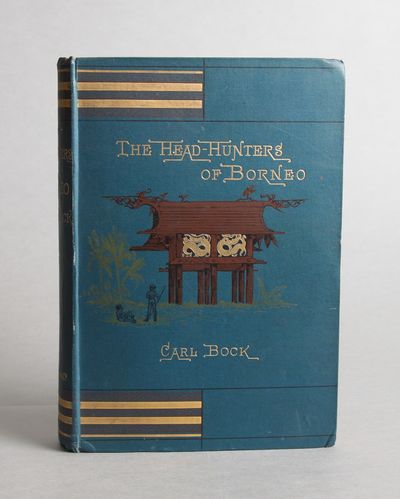 THE HEAD-HUNTERS
OF BORNEO
CARL BOCK